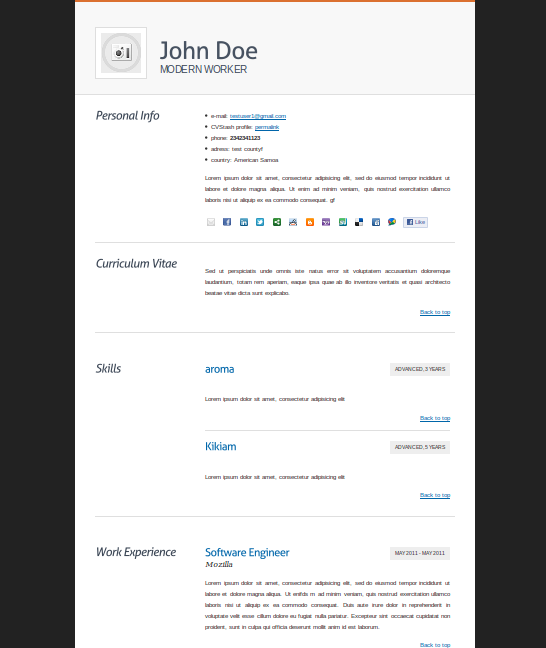 John Doe
MODERN WORKER
Personal Info
e-mail: testuser1@gmail.com
CVStash profile: permalink
phone: 2342341123
adress: test countyf
country: American Samoa
Lorem ipsum dolor sit amet, consectetur adipisicing elit, sed do eiusmod tempor incididunt ut
labore et dolore magna aliqua. Ut enim ad minim veniam, quis nostrud exercitation ullamco
laboris nisi ut aliquip ex ea commodo consequat. gf
Like
Curriculum Vitae
Sed ut perspiciatis unde omnis iste natus error sit voluptatem accusantium doloremque
laudantium, totam rem aperiam, eaque ipsa quae ab illo inventore veritatis et quasi architecto
beatae vitae dicta sunt explicabo.
Back to top
Skills
aroma
ADVANCED, 3 YEARS
Lorem ipsum dolor sit amet, consectetur adipisicing elit
Back to top
Kikiam
ADVANCED, 5 YEARS
Lorem ipsum dolor sit amet, consectetur adipisicing elit
Back to top
Work Experience
Software Engineer
MAY 2011 - MAY 2011
Mozilla
Lorem ipsum dolor sit amet, consectetur adipisicing elit, sed do eiusmod tempor incididunt ut
labore et dolore magna aliqua. Ut enifds m ad minim veniam, quis nostrud exercitation ullamco
laboris nisi ut aliquip ex ea commodo consequat. Duis aute irure dolor in reprehenderit in
voluptate velit esse cillum dolore eu fugiat nulla pariatur. Excepteur sint occaecat cupidatat non
proident, sunt in culpa qui officia deserunt mollit anim id est laborum.
Back to top